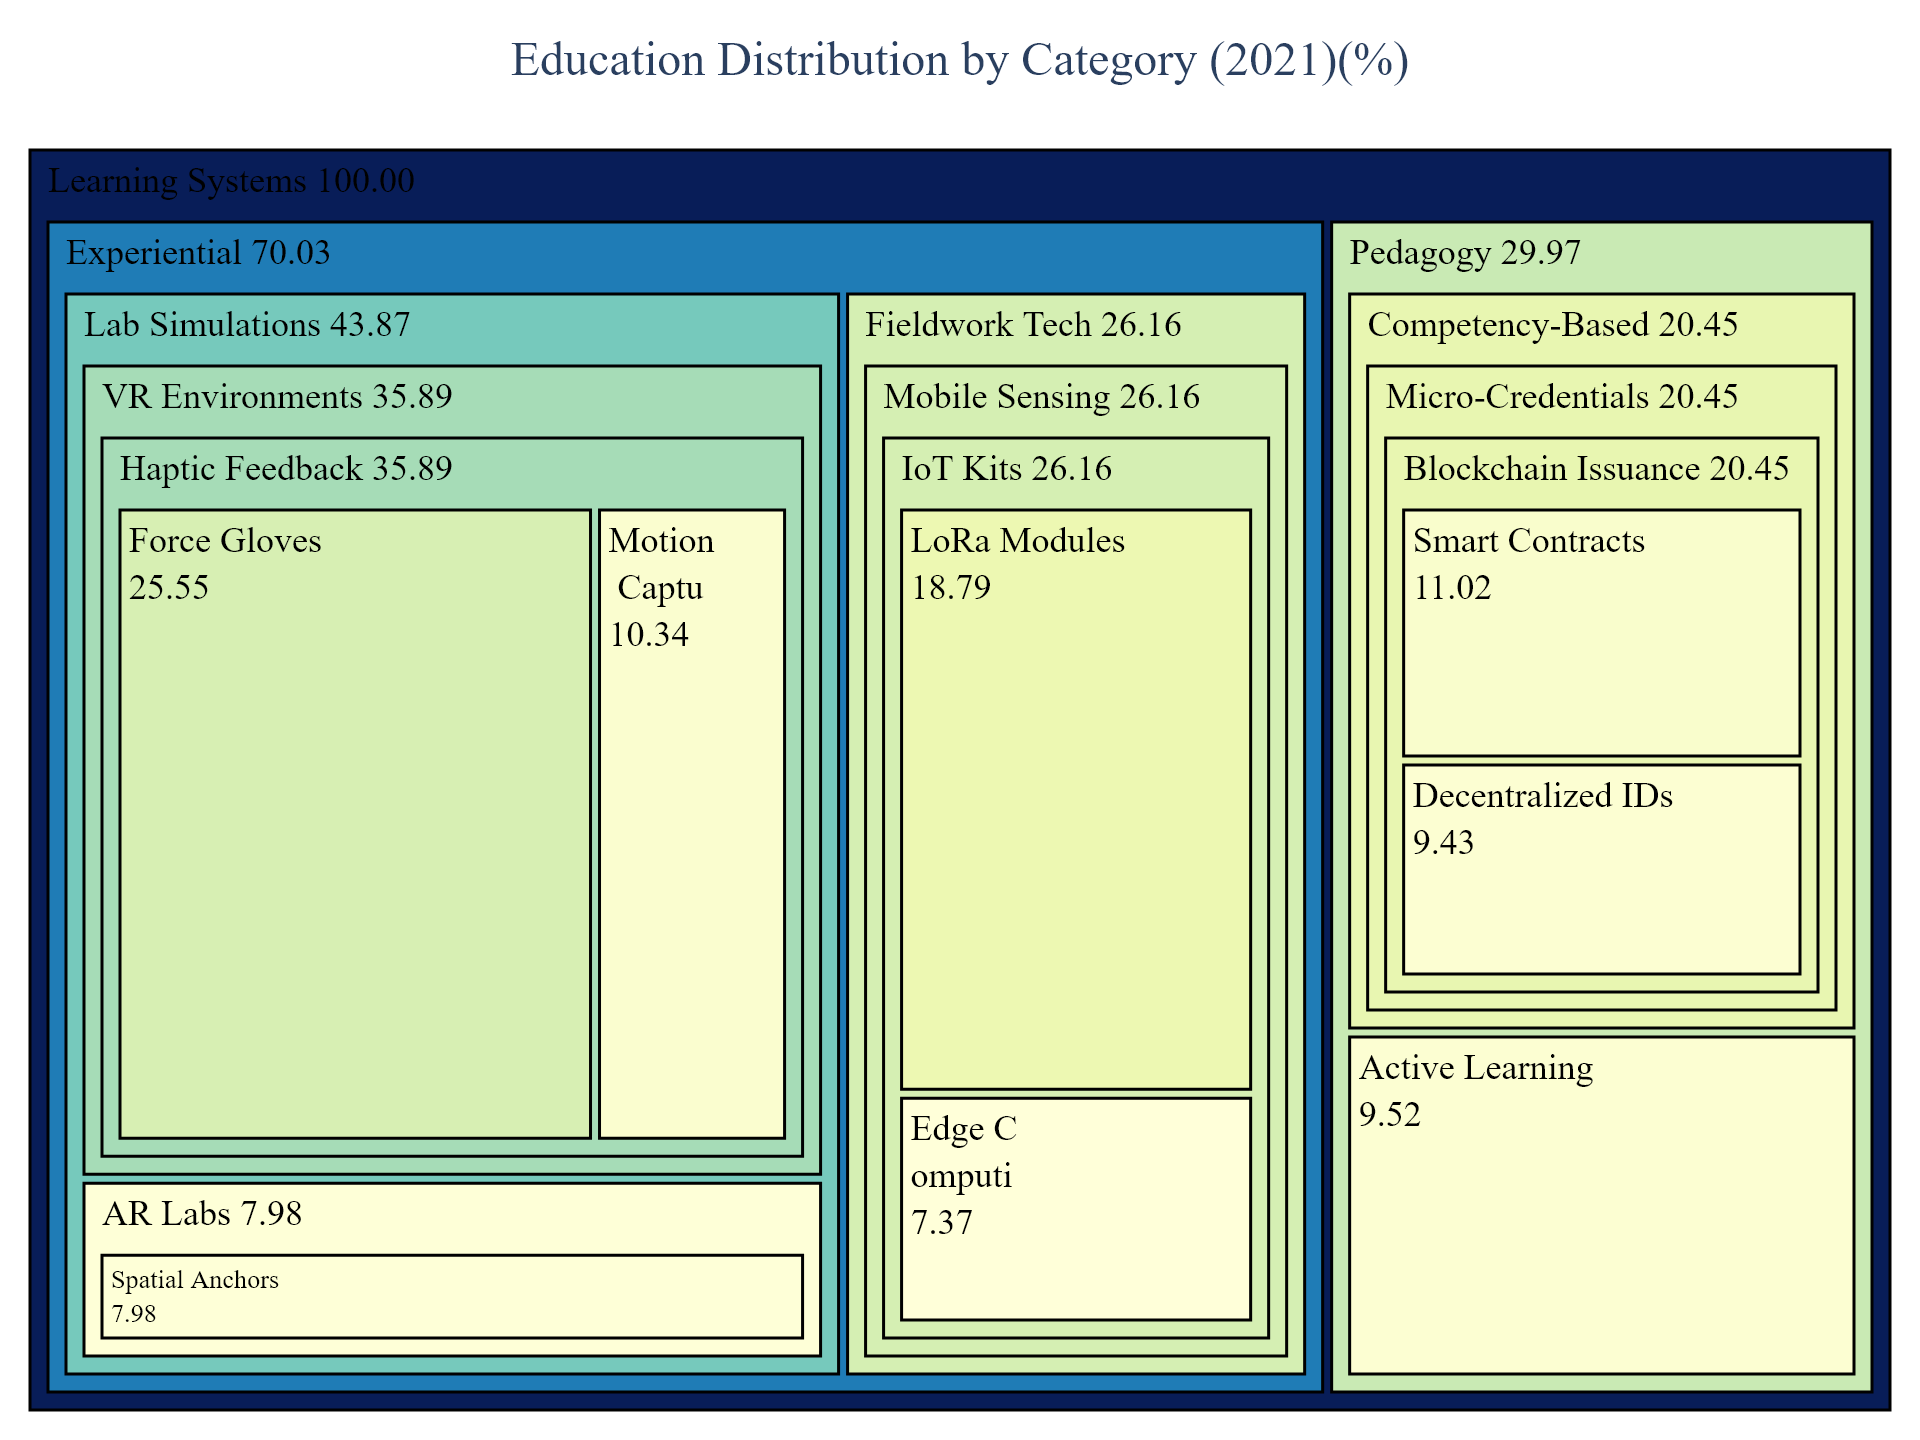 Education Distribution by Category (2021)(%)
Learning Systems 100.00
Experiential 70.03
Lab Simulations 43.87
VR Environments 35.89
Haptic Feedback 35.89
Force Gloves
25.55
Motion
Captu
10.34
AR Labs 7.98
Spatial Anchors
7.98
Fieldwork Tech 26.16
Mobile Sensing 26.16
IoT Kits 26.16
LoRa Modules
18.79
Edge C
omputi
7.37
Pedagogy 29.97
Competency-Based 20.45
Micro-Credentials 20.45
Blockchain Issuance 20.45
Smart Contracts
11.02
Decentralized IDs
9.43
Active Learning
9.52